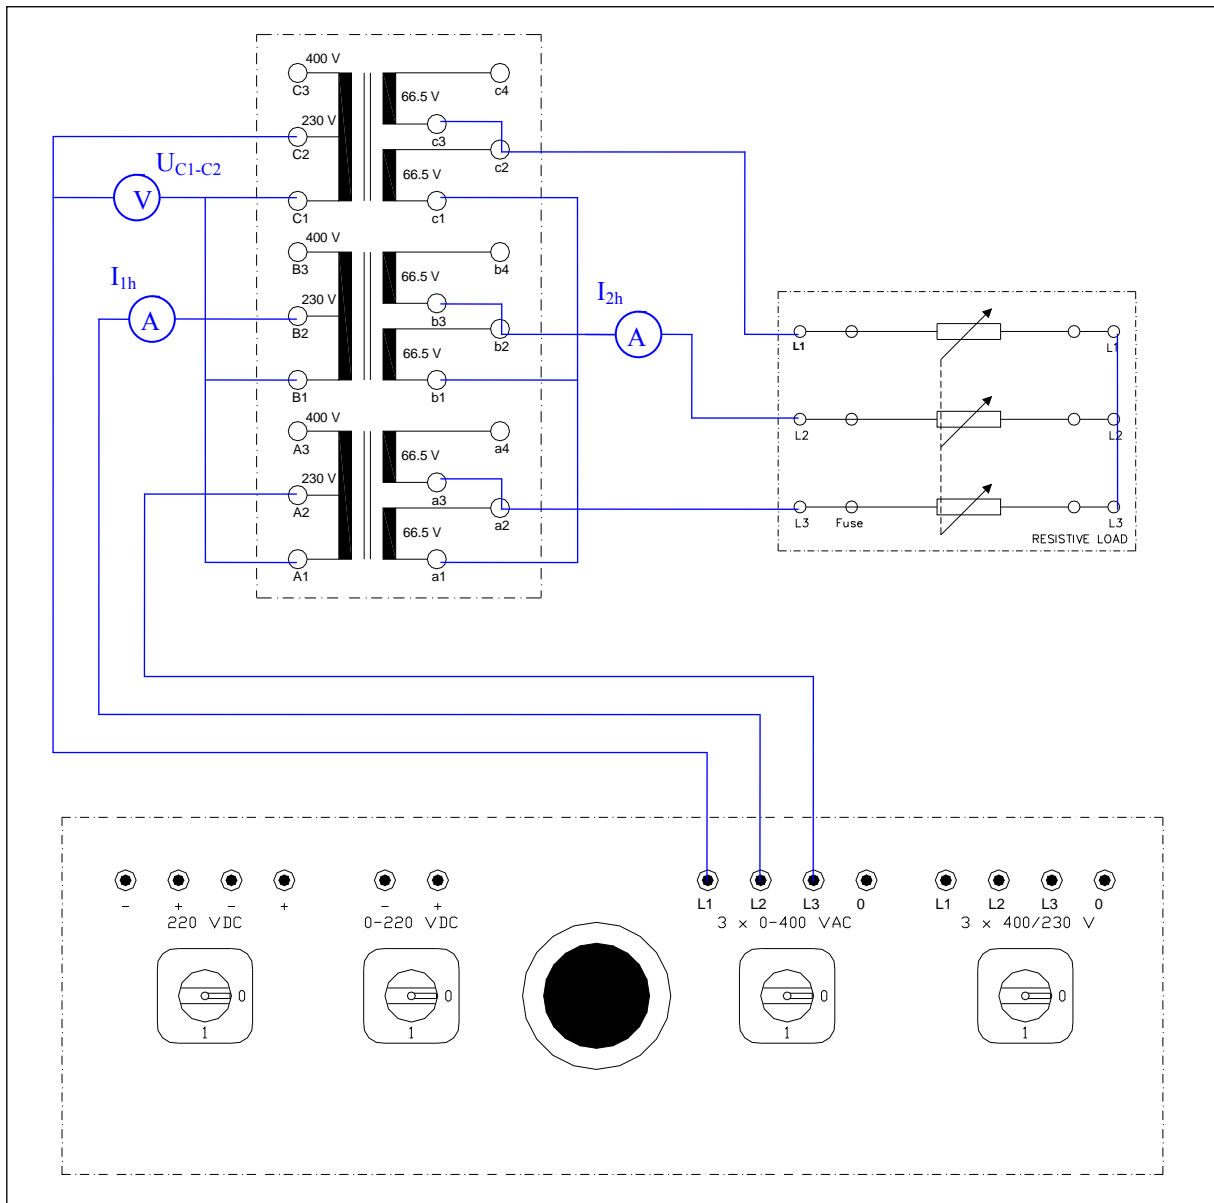 400 V
C3
c4
66.5 V
230 V
c3
C2
c2
U_C1-C2
V
66.5 V
C1
c1
400 V
B3
b4
I_1h
66.5 V
I_2h
230 V
b3
A
B2
b2
A
L1
L1
66.5 V
B1
b1
400 V
A3
a4
L2
L2
66.5 V
230 V
a3
A2
a2
L3
Fuse
L3
66.5 V
RESISTIVE LOAD
A1
a1
- + - +
220 VDC
- +
0-220 VDC
L1 L2 L3 0
3 x 0-400 VAC
L1 L2 L3 0
3 x 400/230 V
0
1
0
1
0
1
0
1